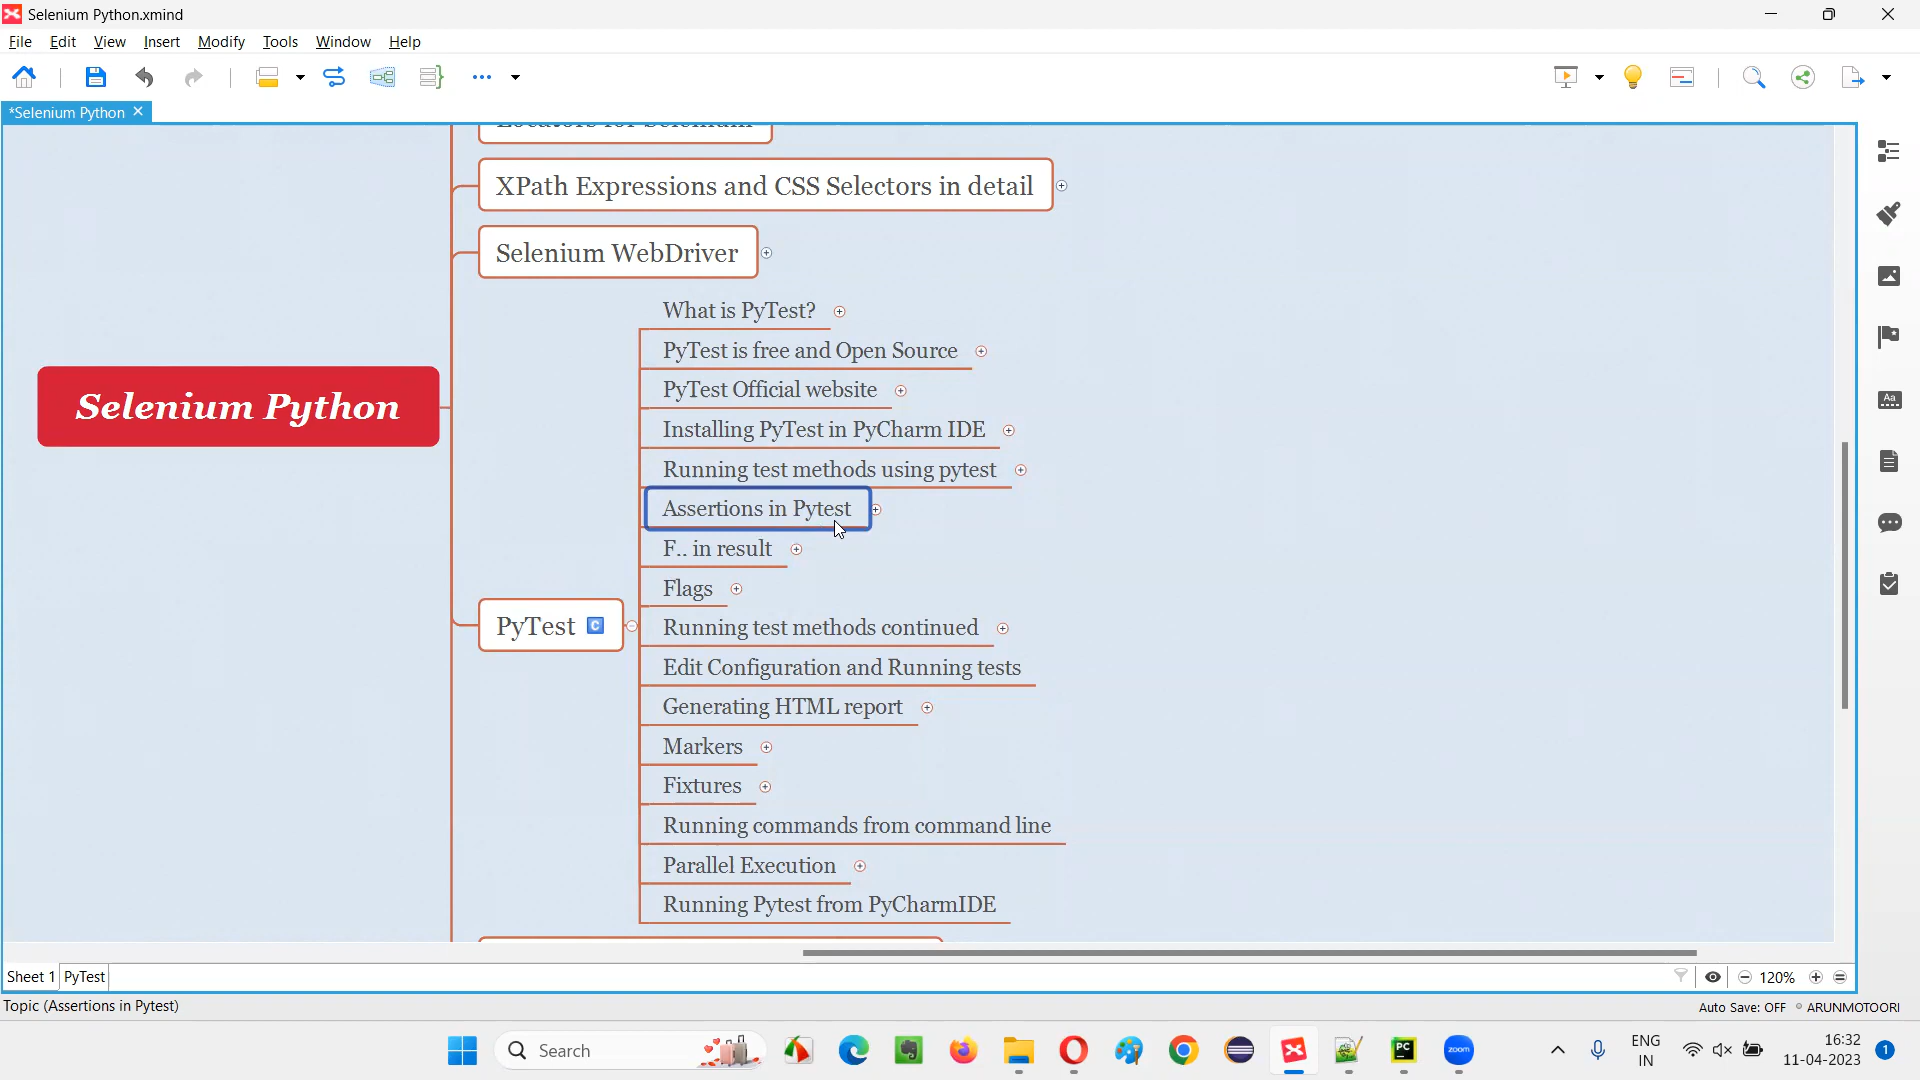 Selenium Python.xmind
File Edit View Insert Modify Tools Window Help
*Selenium Python
XPath Expressions and CSS Selectors in detail
Selenium WebDriver
What is PyTest?
PyTest is free and Open Source
PyTest Official website
Installing PyTest in PyCharm IDE
Running test methods using pytest
Assertions in Pytest
F.. in result
Flags
Running test methods continued
Edit Configuration and Running tests
Generating HTML report
Markers
Fixtures
Running commands from command line
Parallel Execution
Running Pytest from PyCharmIDE
Selenium Python
PyTest C
Aa
Sheet 1 PyTest
120%
Topic (Assertions in Pytest)
Auto Save: OFF ARUNMOTOORI
Search
PC
zoom
ENG
IN
16:32
11-04-2023
1